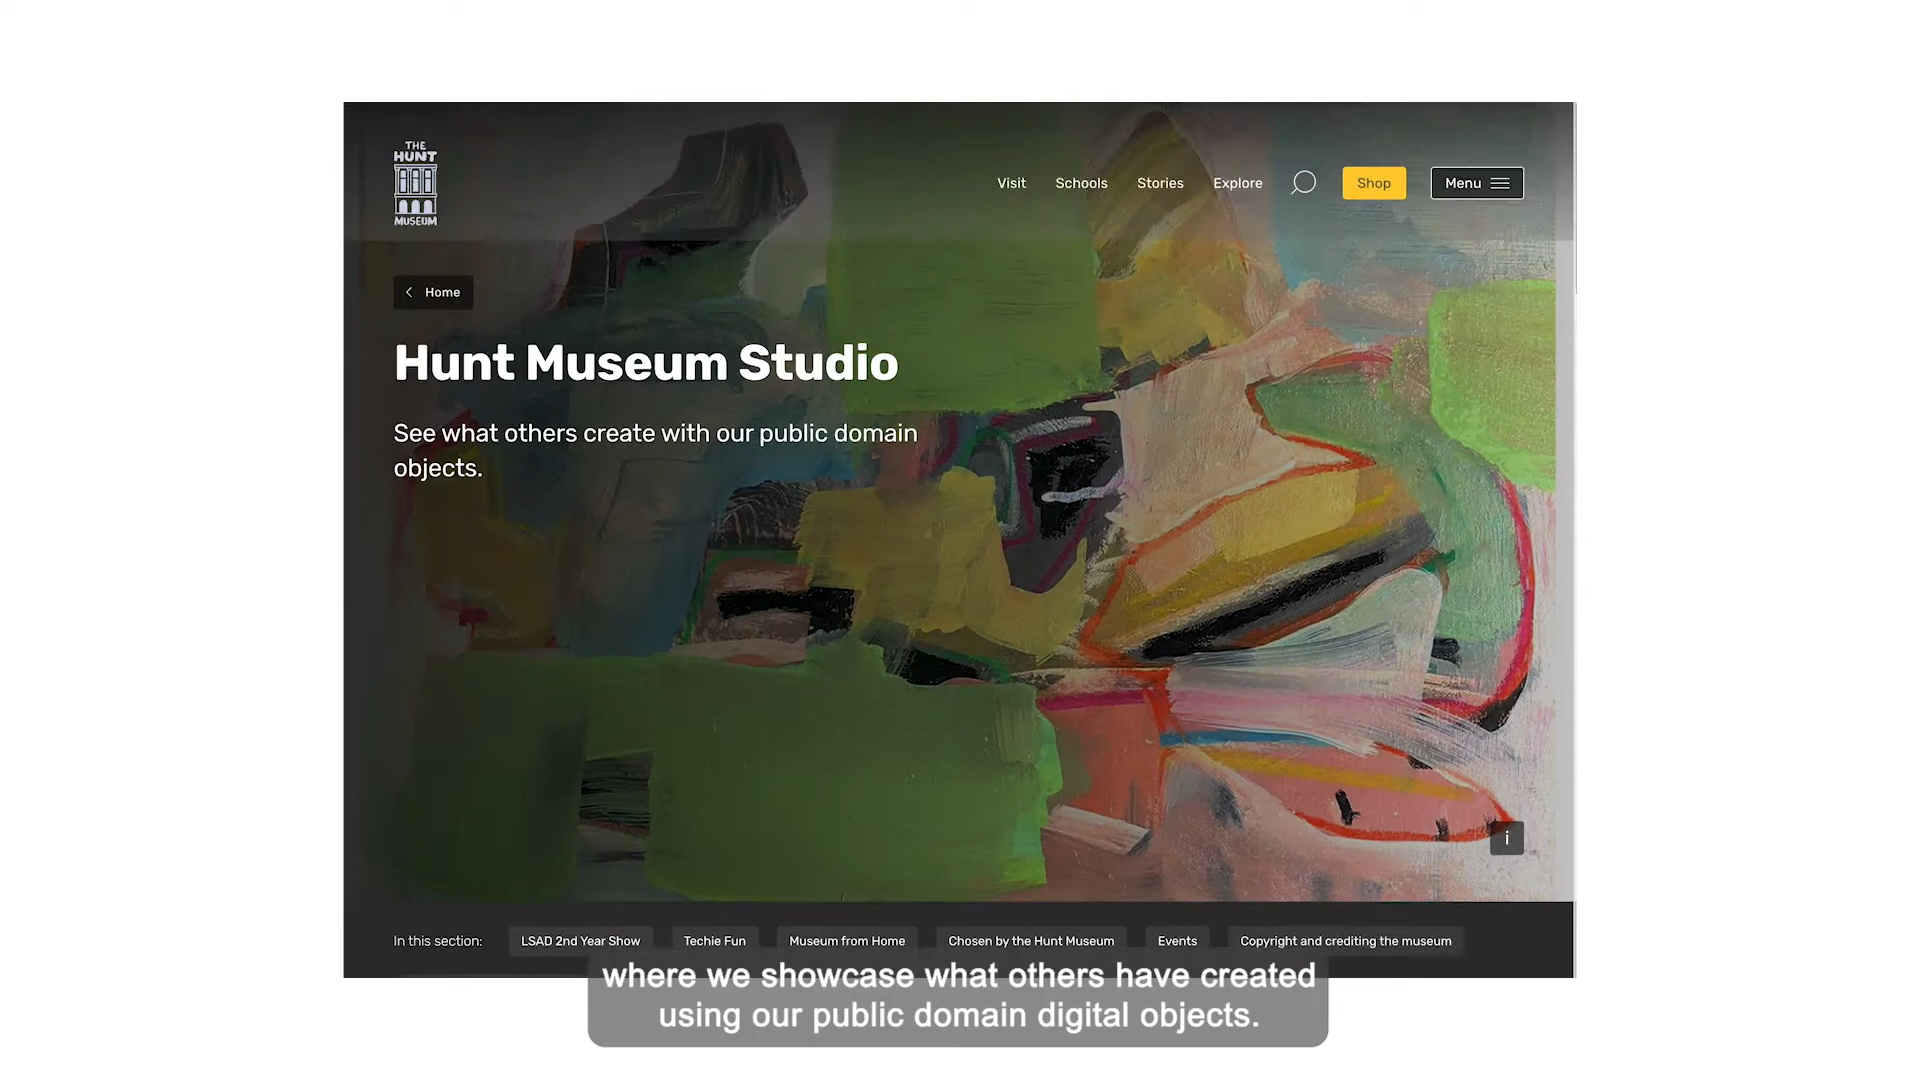 THE
HUNT
MUSEUM
Visit
Schools
Stories
Explore
Shop
Menu
Home
Hunt Museum Studio
See what others create with our public domain
objects.
i
In this section:
LSAD 2nd Year Show
Techie Fun
Museum from Home
Chosen by the Hunt Museum
Events
Copyright and crediting the museum
where we showcase what others have created
using our public domain digital objects.